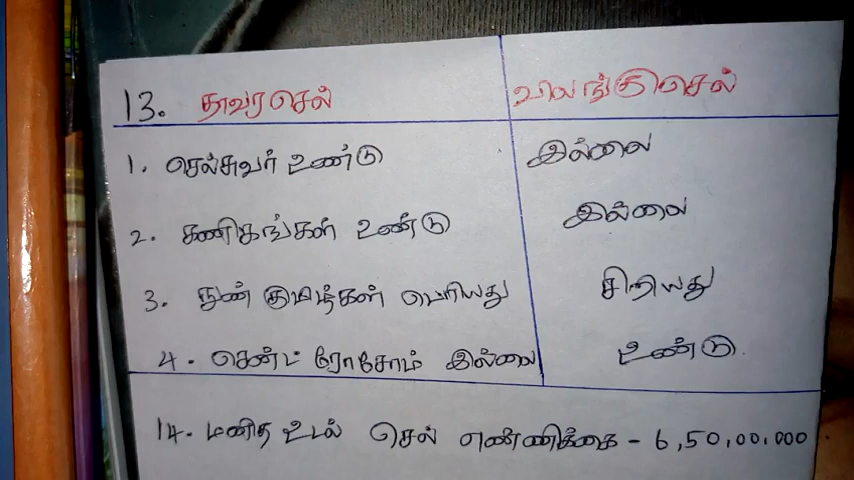 13. தாவர செல் விலங்கு செல்
1. செல்சுவர் உண்டு இல்லை
2. கணிகங்கள் உண்டு இல்லை
3. நுண் குமிழ்கள் பெரியது சிறியது
4. சென்ட் ரோசோம் இல்லை உண்டு.
14. மனித உடல் செல் எண்ணிக்கை - 6,50,00,000